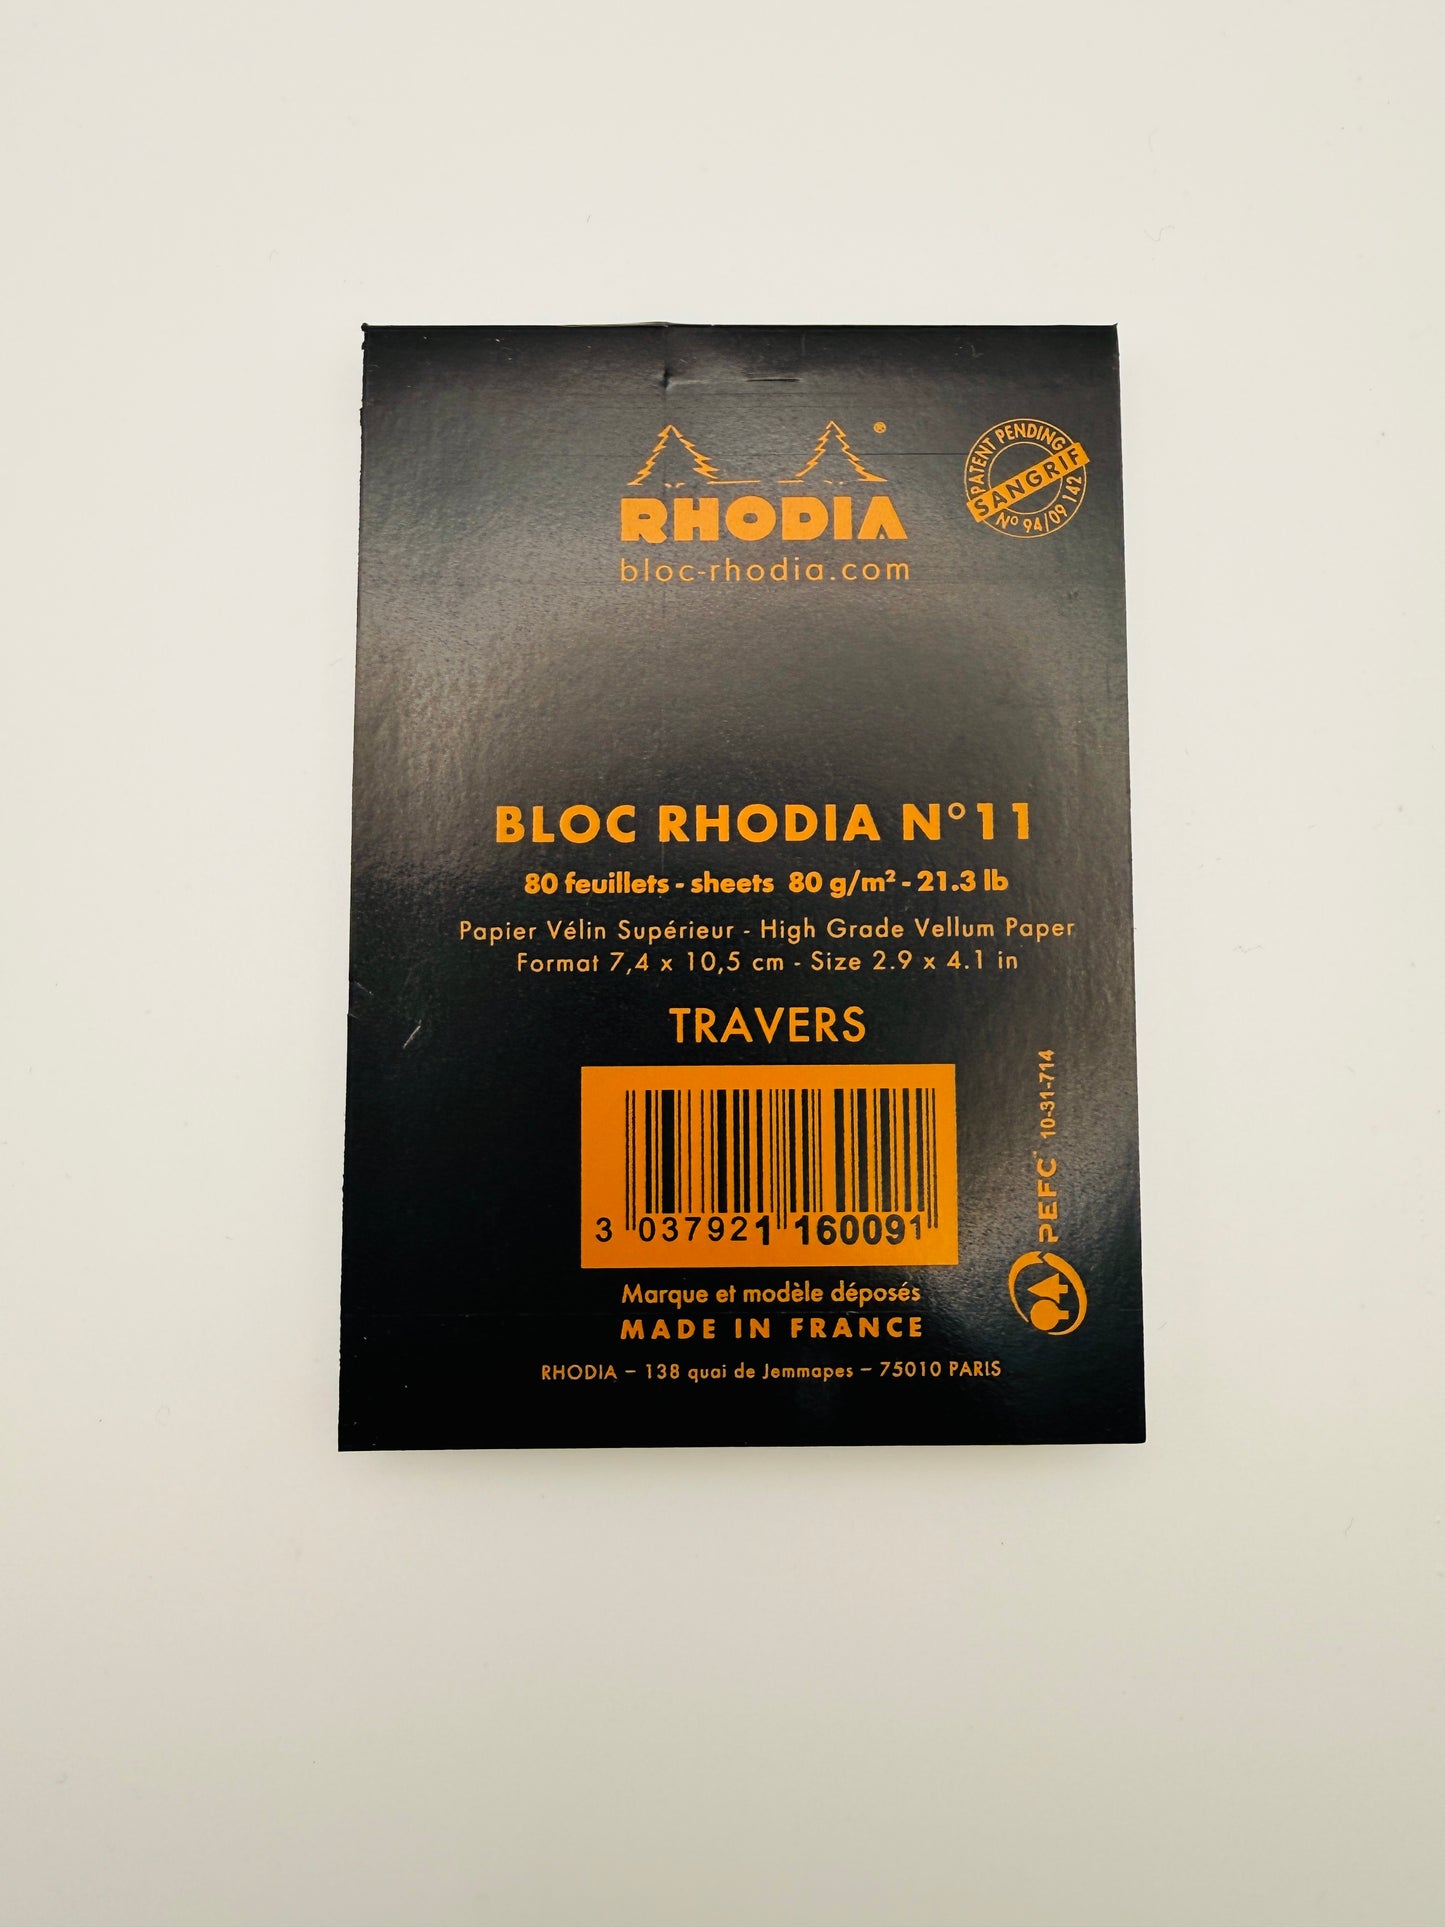 RHODIA®
bloc-rhodia.com
PATENT PENDING
SANGRIF
N° 94/09 142
BLOC RHODIA N°11
80 feuillets - sheets 80 g/m² - 21.3 lb
Papier Vélin Supérieur - High Grade Vellum Paper
Format 7,4 x 10,5 cm - Size 2.9 x 4.1 in
TRAVERS
3 037921 160091
PEFC™ 10-31-714
Marque et modèle déposés
MADE IN FRANCE
RHODIA – 138 quai de Jemmapes – 75010 PARIS